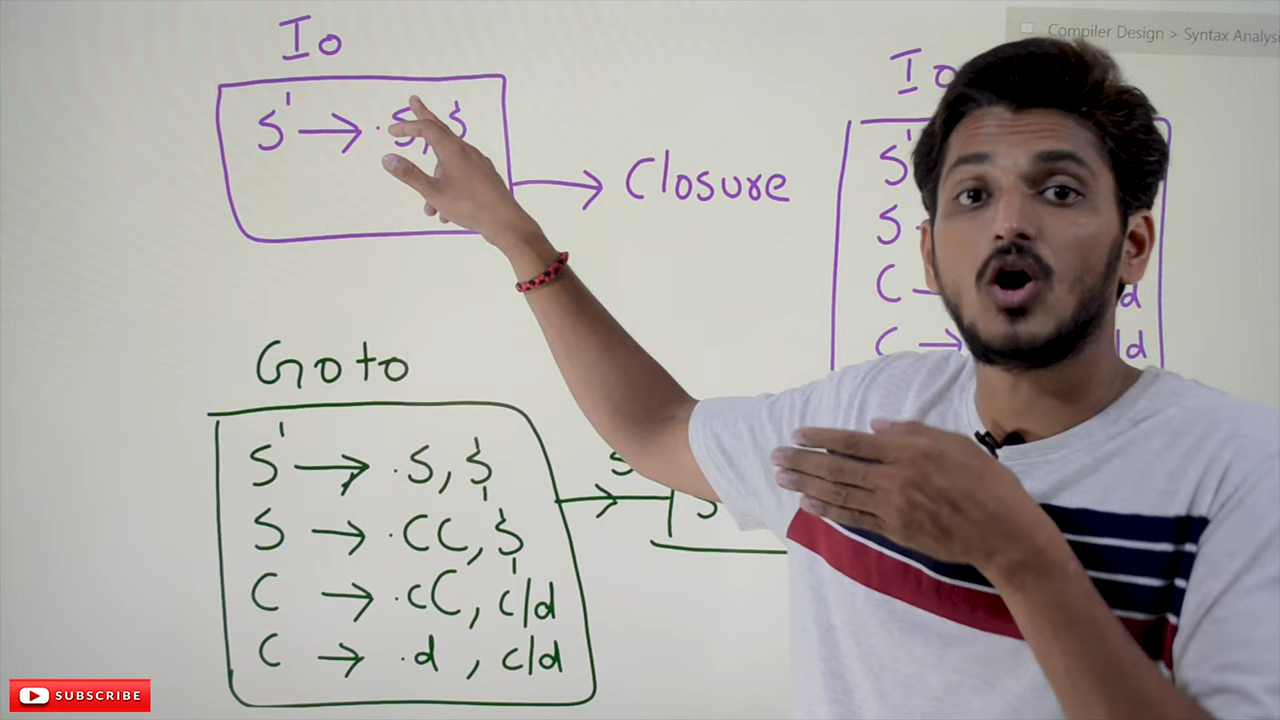 I0
S' → ·S, $
→ Closure
Compiler Design > Syntax Analysis
I0
S'
S
C →
d
C →
/d
Goto
S' → ·S, $
S → ·CC, $
C → ·cC, c/d
C → ·d , c/d
S
S
SUBSCRIBE